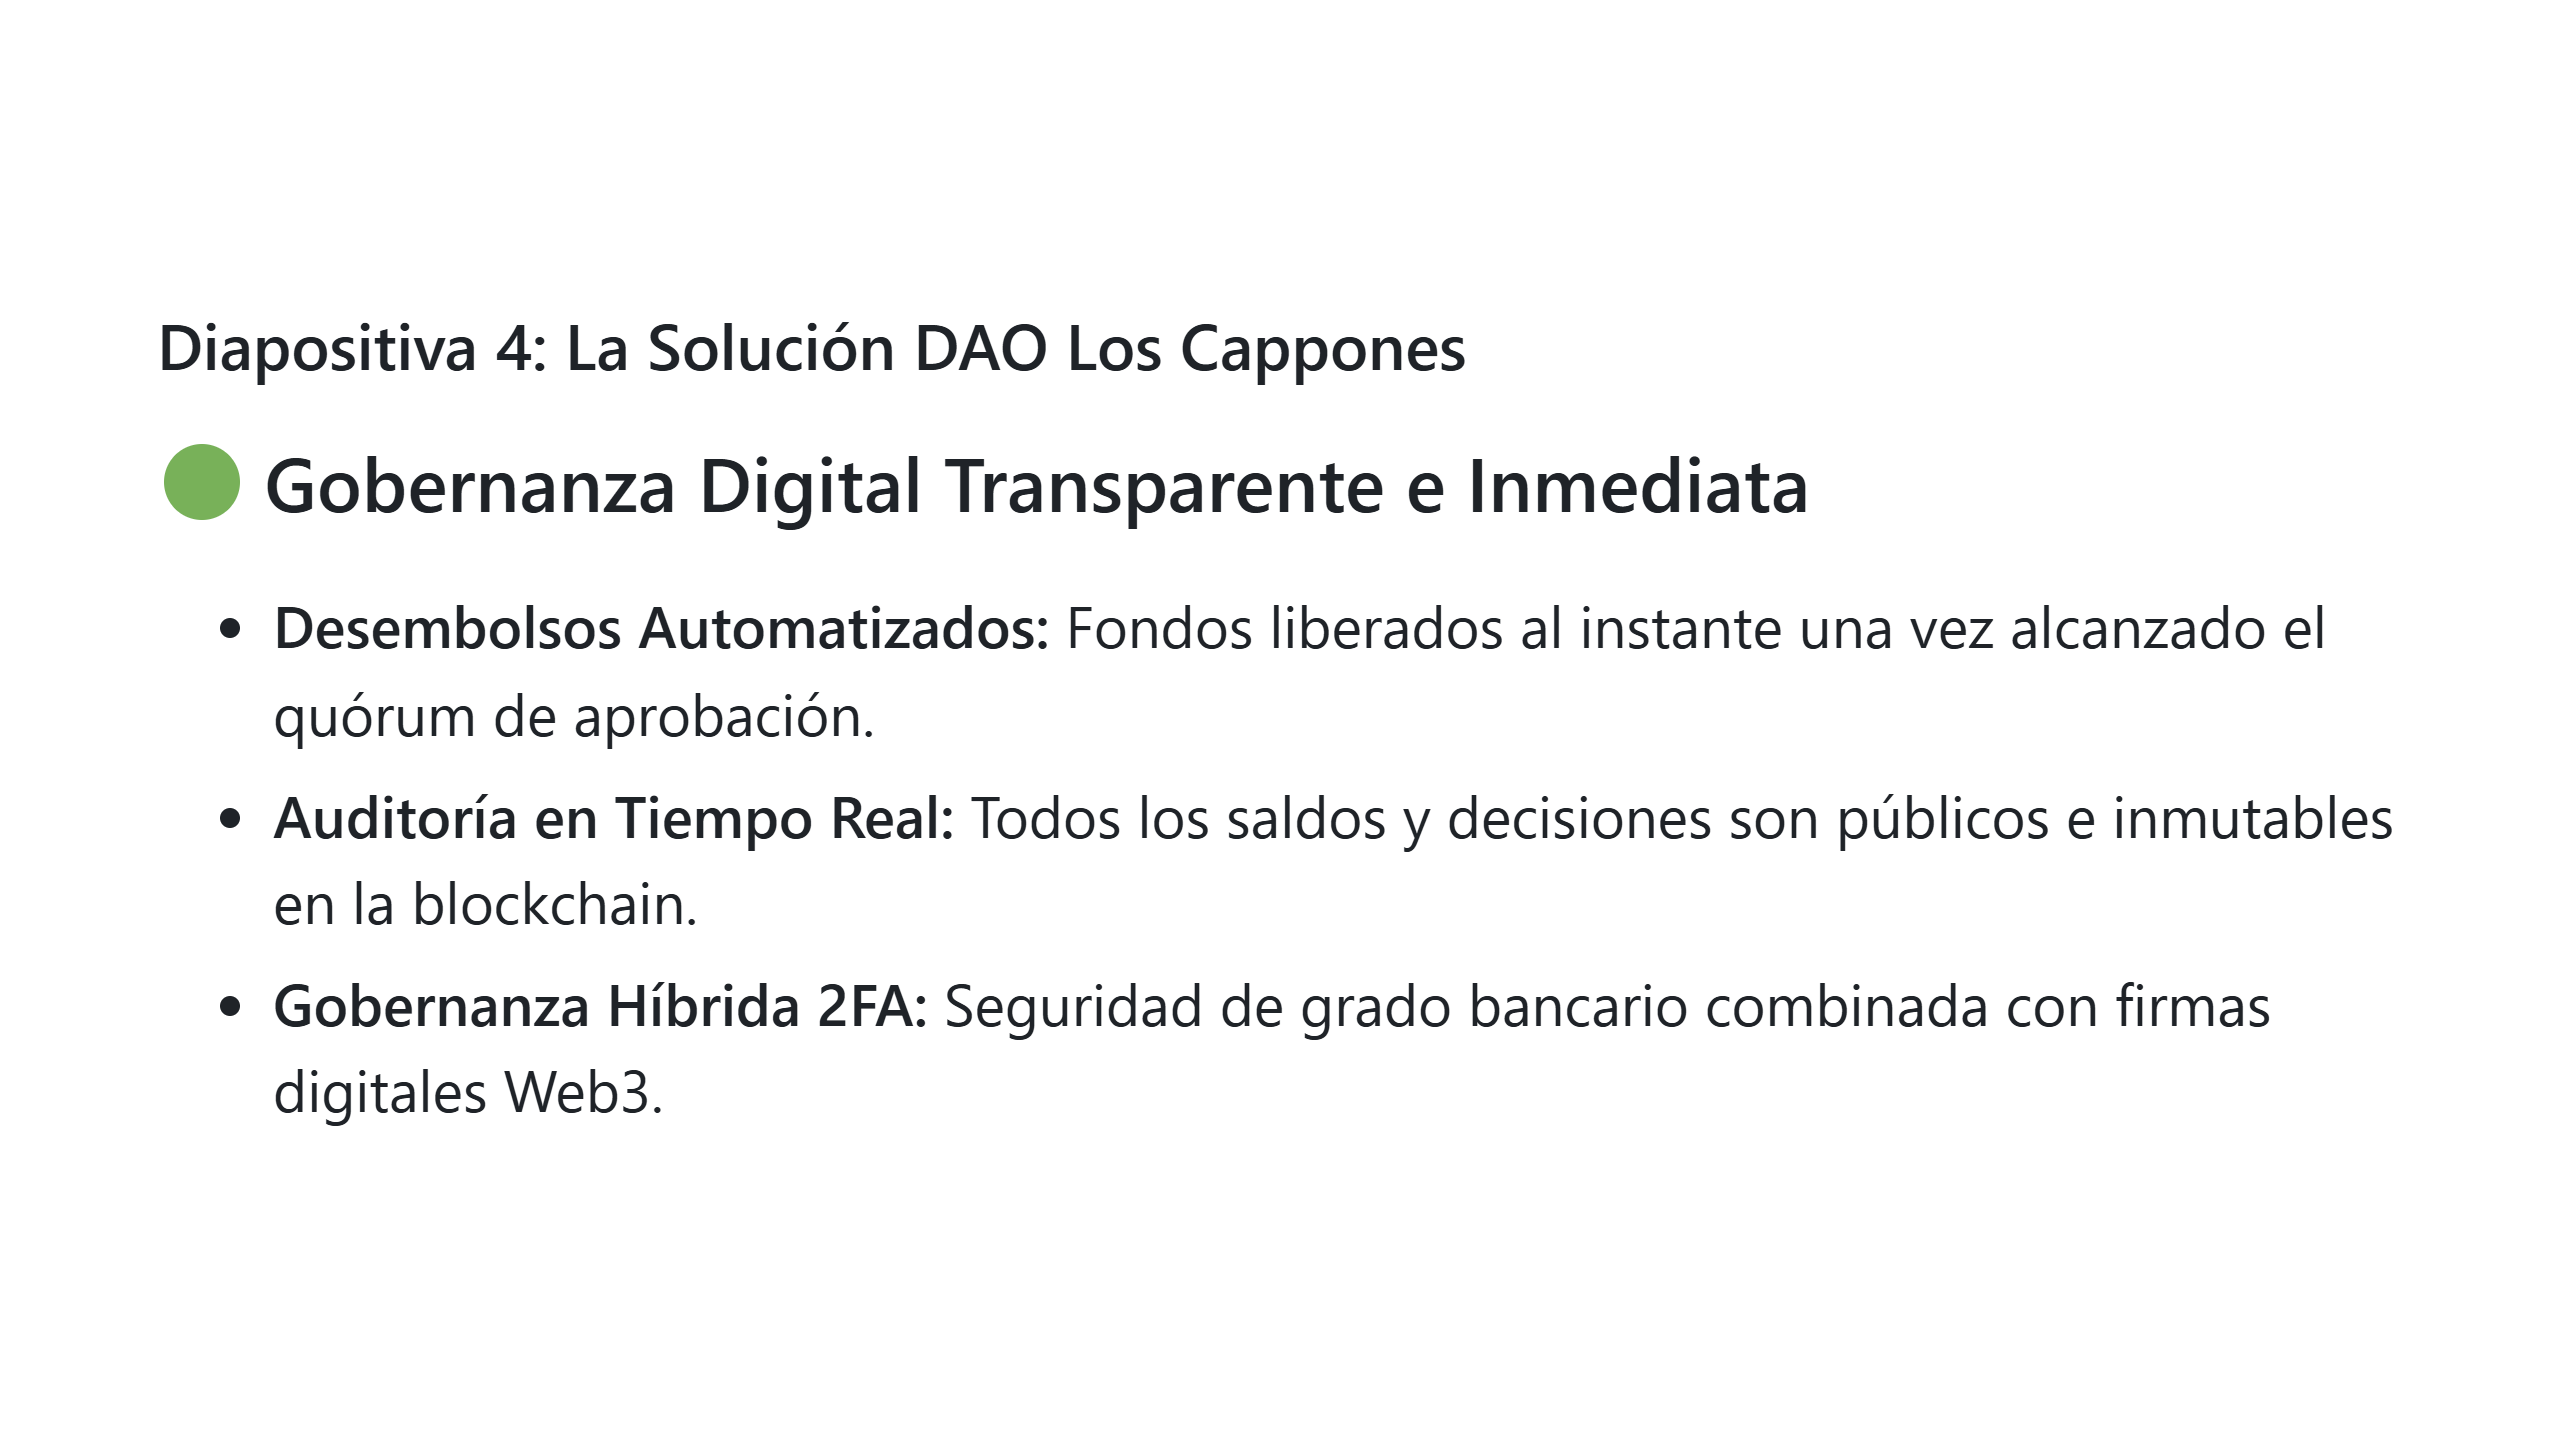 Diapositiva 4: La Solución DAO Los Cappones
Gobernanza Digital Transparente e Inmediata
• Desembolsos Automatizados: Fondos liberados al instante una vez alcanzado el
quórum de aprobación.
• Auditoría en Tiempo Real: Todos los saldos y decisiones son públicos e inmutables
en la blockchain.
• Gobernanza Híbrida 2FA: Seguridad de grado bancario combinada con firmas
digitales Web3.